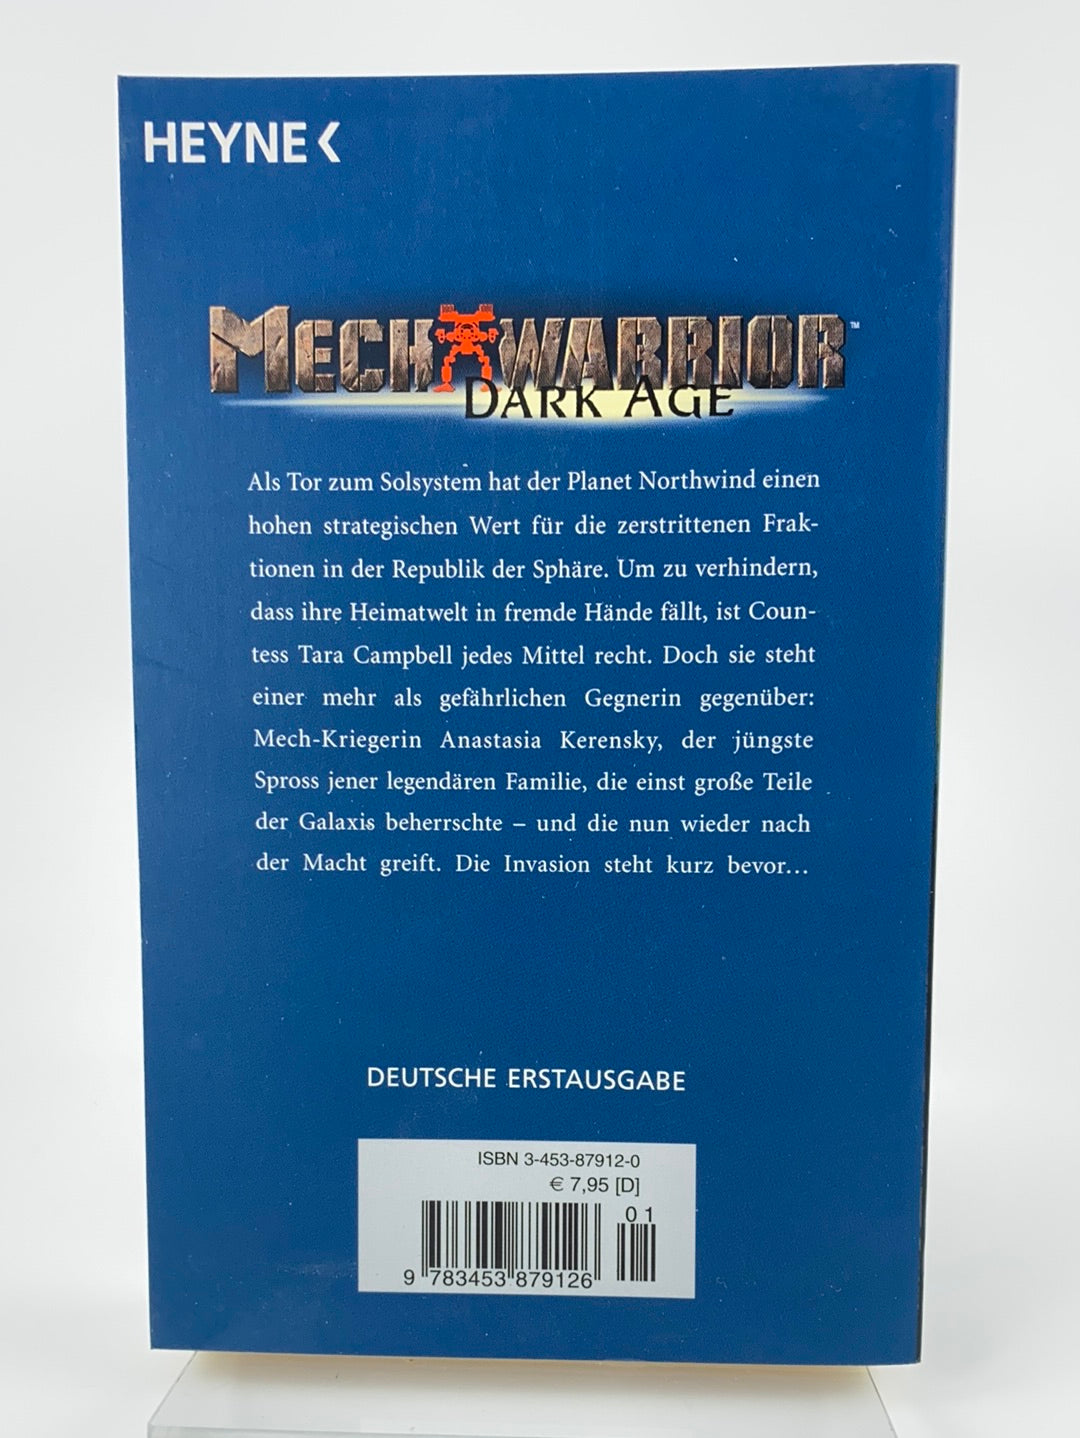 HEYNE<
MECHWARRIOR™
DARK AGE
Als Tor zum Solsystem hat der Planet Northwind einen
hohen strategischen Wert für die zerstrittenen Frak-
tionen in der Republik der Sphäre. Um zu verhindern,
dass ihre Heimatwelt in fremde Hände fällt, ist Coun-
tess Tara Campbell jedes Mittel recht. Doch sie steht
einer mehr als gefährlichen Gegnerin gegenüber:
Mech-Kriegerin Anastasia Kerensky, der jüngste
Spross jener legendären Familie, die einst große Teile
der Galaxis beherrschte – und die nun wieder nach
der Macht greift. Die Invasion steht kurz bevor…
DEUTSCHE ERSTAUSGABE
ISBN 3-453-87912-0
€ 7,95 [D]
01
9 783453 879126